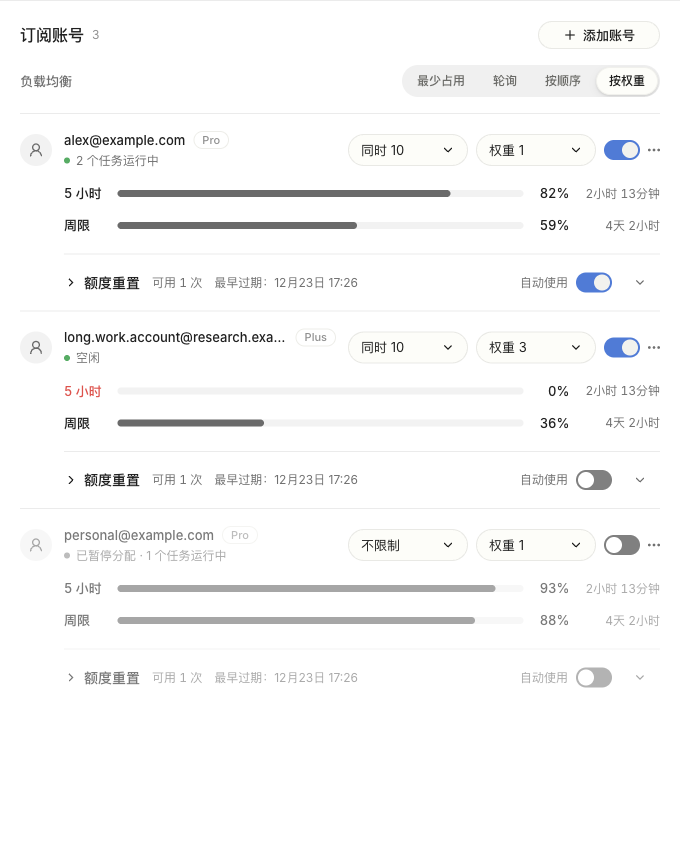 订阅账号 3
添加账号
负载均衡
最少占用 轮询 按顺序 按权重
alex@example.com Pro
2 个任务运行中
同时 10 权重 1
5 小时 82% 2小时 13分钟
周限 59% 4天 2小时
额度重置 可用 1 次 最早过期：12月23日 17:26 自动使用
long.work.account@research.exa... Plus
空闲
同时 10 权重 3
5 小时 0% 2小时 13分钟
周限 36% 4天 2小时
额度重置 可用 1 次 最早过期：12月23日 17:26 自动使用
personal@example.com Pro
已暂停分配 · 1 个任务运行中
不限制 权重 1
5 小时 93% 2小时 13分钟
周限 88% 4天 2小时
额度重置 可用 1 次 最早过期：12月23日 17:26 自动使用